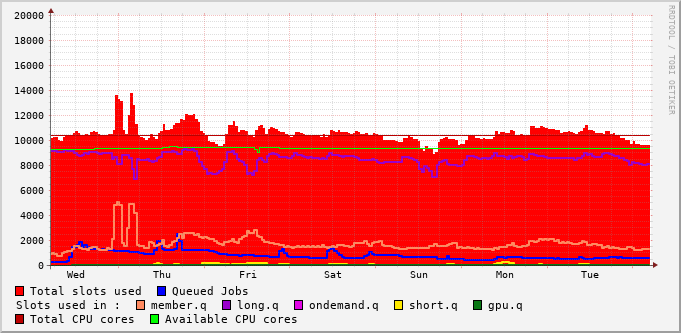 20000
18000
16000
14000
12000
10000
8000
6000
4000
2000
0
Wed Thu Fri Sat Sun Mon Tue
Total slots used Queued Jobs
Slots used in : member.q long.q ondemand.q short.q gpu.q
Total CPU cores Available CPU cores
RRDTOOL / TOBI OETIKER